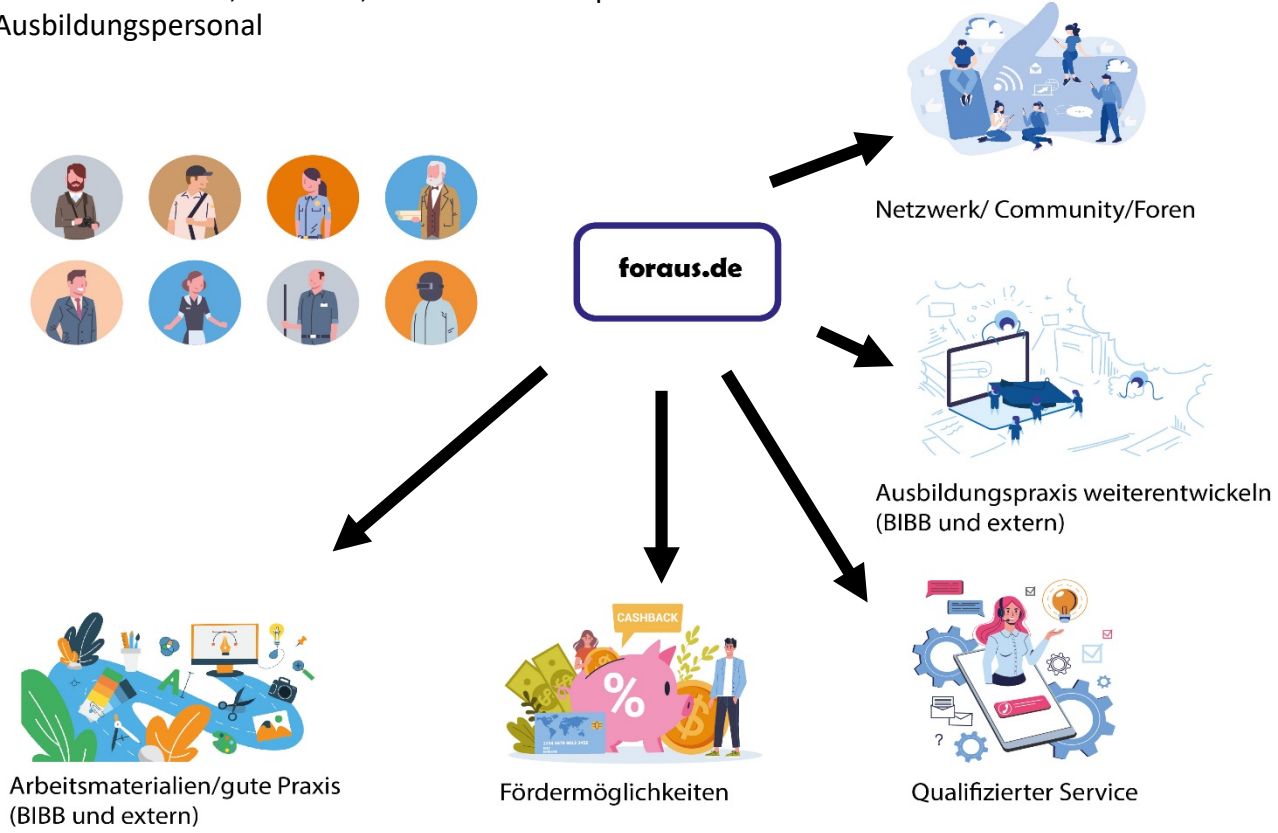 Ausbildungspersonal
foraus.de
Netzwerk/ Community/Foren
Ausbildungspraxis weiterentwickeln
(BIBB und extern)
CASHBACK
%
Arbeitsmaterialien/gute Praxis
(BIBB und extern)
Fördermöglichkeiten
Qualifizierter Service